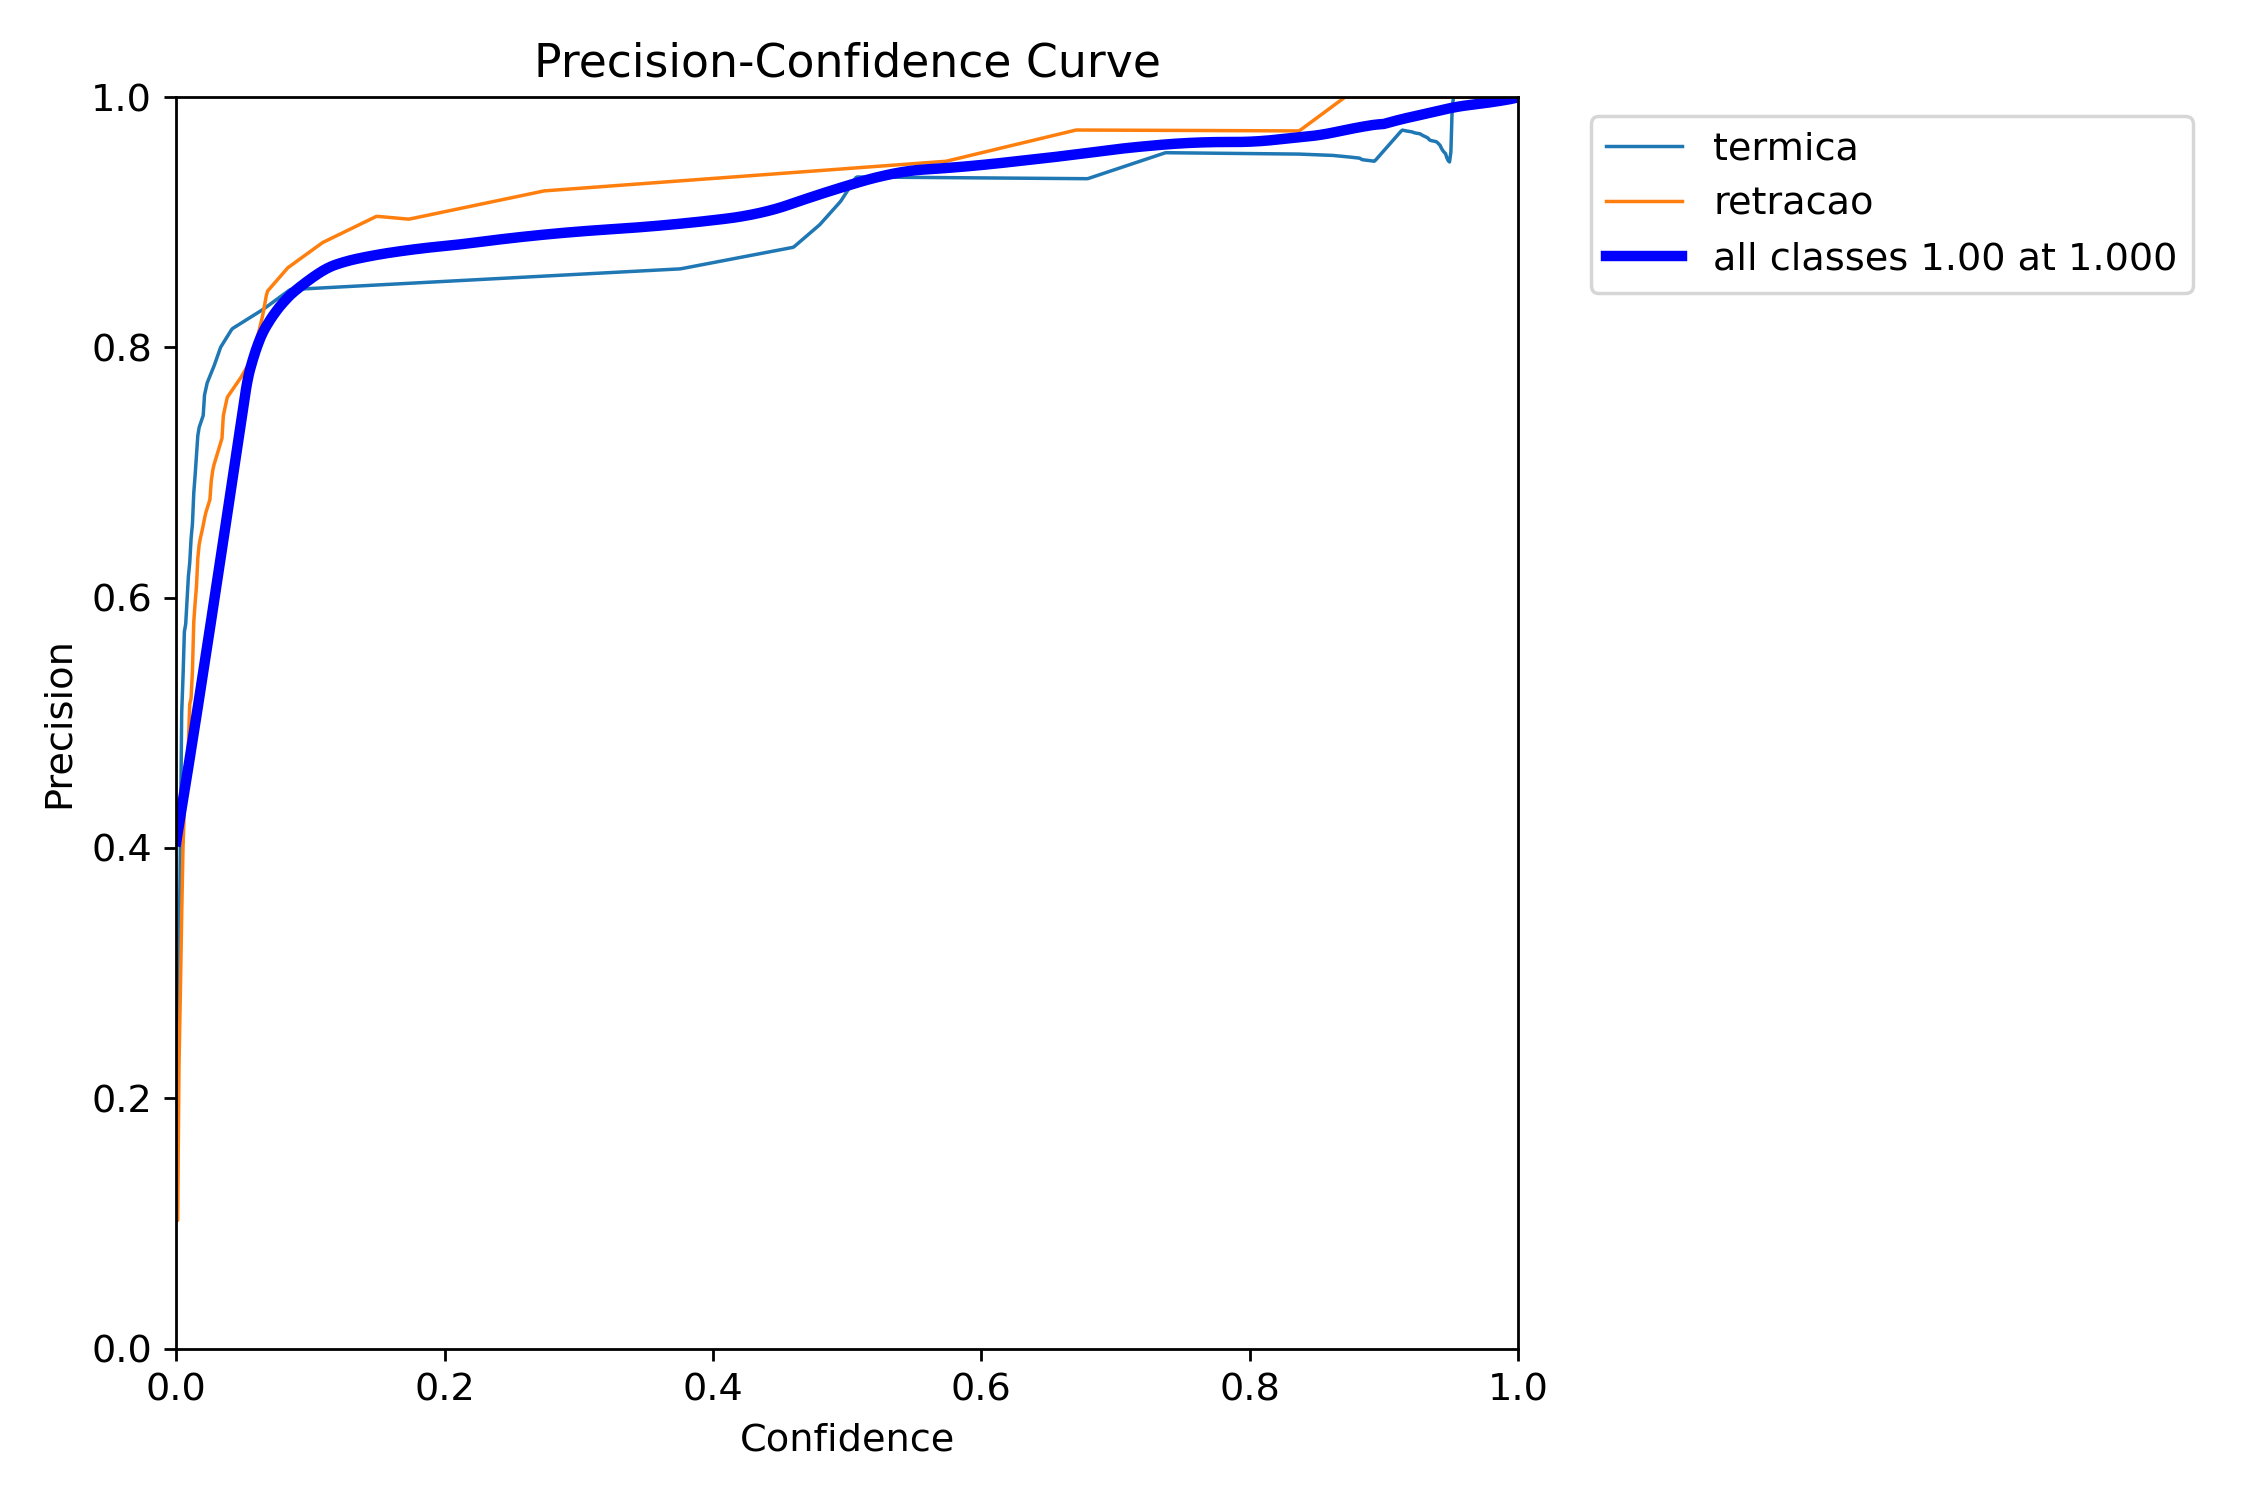 Precision-Confidence Curve
termica
retracao
all classes 1.00 at 1.000
Precision
1.0
0.8
0.6
0.4
0.2
0.0
0.0 0.2 0.4 0.6 0.8 1.0
Confidence